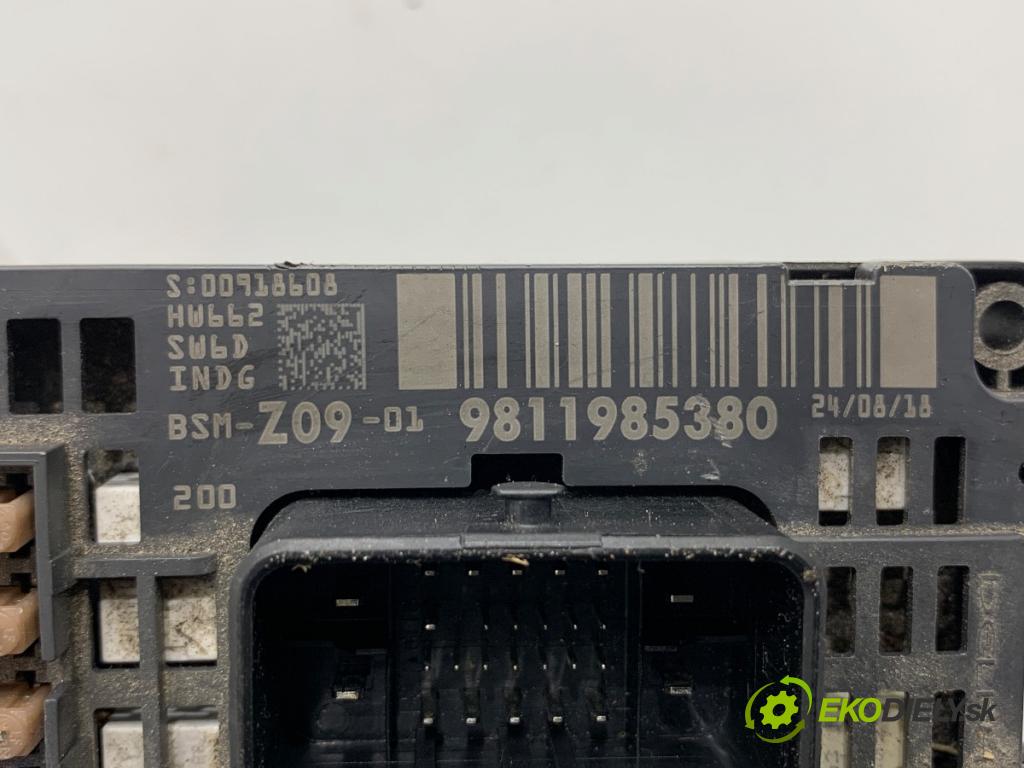 S:00918608
HW662
SW6D
INDG
BSM-Z09-01 9811985380 24/08/18
200
EKODIELY.sk